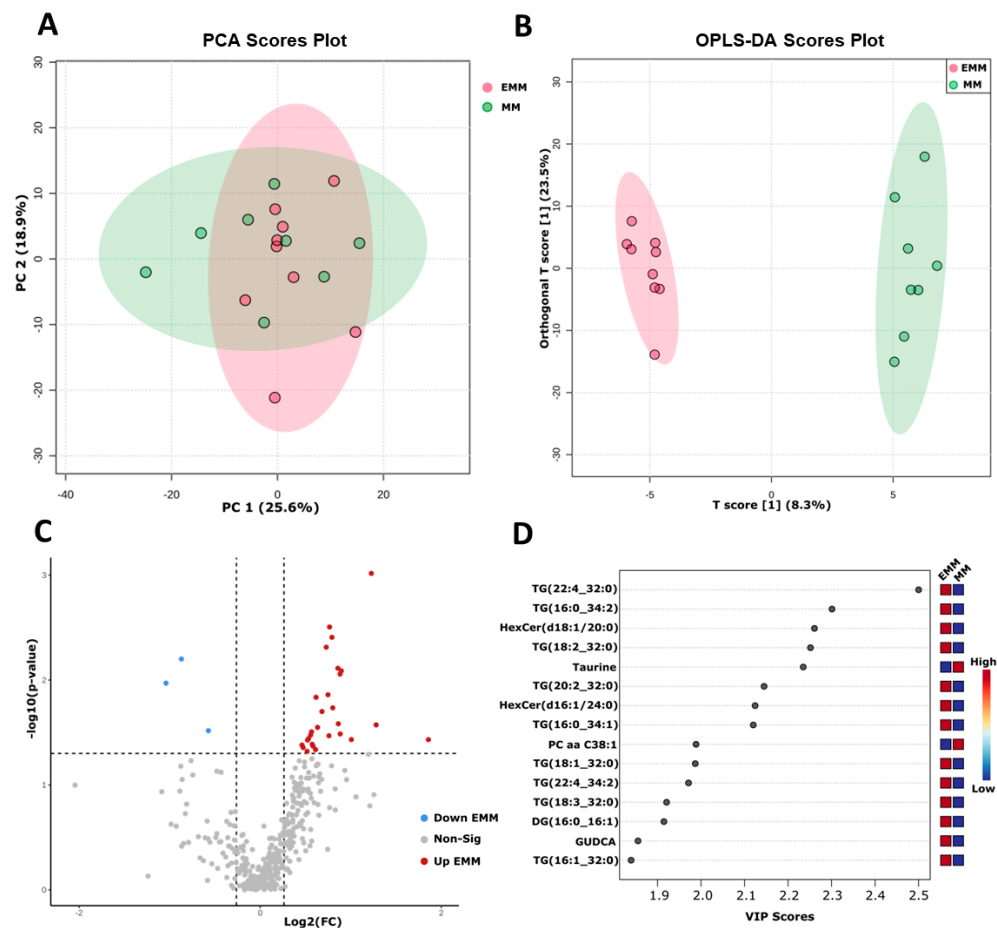 A
PCA Scores Plot
PC 2 (18.9%)
30
20
10
0
-10
-20
-30
-40
-20
0
20
PC 1 (25.6%)
EMM
MM
B
OPLS-DA Scores Plot
Orthogonal T score [1] (23.5%)
30
20
10
0
-10
-20
-30
-5
0
5
T score [1] (8.3%)
EMM
MM
C
-log10(p-value)
3
2
1
0
-2
0
2
Log2(FC)
Down EMM
Non-Sig
Up EMM
D
EMM
MM
TG(22:4_32:0)
TG(16:0_34:2)
HexCer(d18:1/20:0)
TG(18:2_32:0)
Taurine
TG(20:2_32:0)
HexCer(d16:1/24:0)
TG(16:0_34:1)
PC aa C38:1
TG(18:1_32:0)
TG(22:4_34:2)
TG(18:3_32:0)
DG(16:0_16:1)
GUDCA
TG(16:1_32:0)
High
Low
1.9
2.0
2.1
2.2
2.3
2.4
2.5
VIP Scores